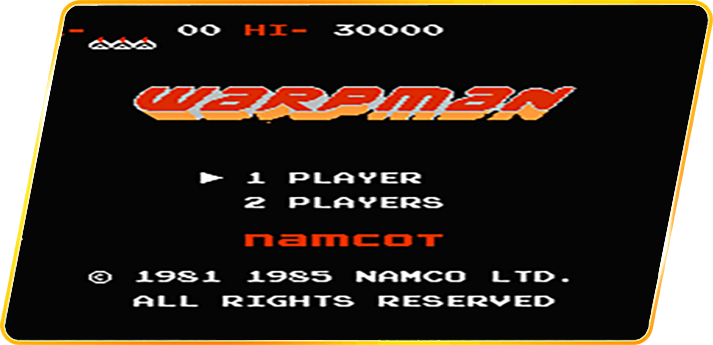 - 00 HI- 30000
WARPMAN
1 PLAYER
2 PLAYERS
namcot
© 1981 1985 NAMCO LTD.
ALL RIGHTS RESERVED